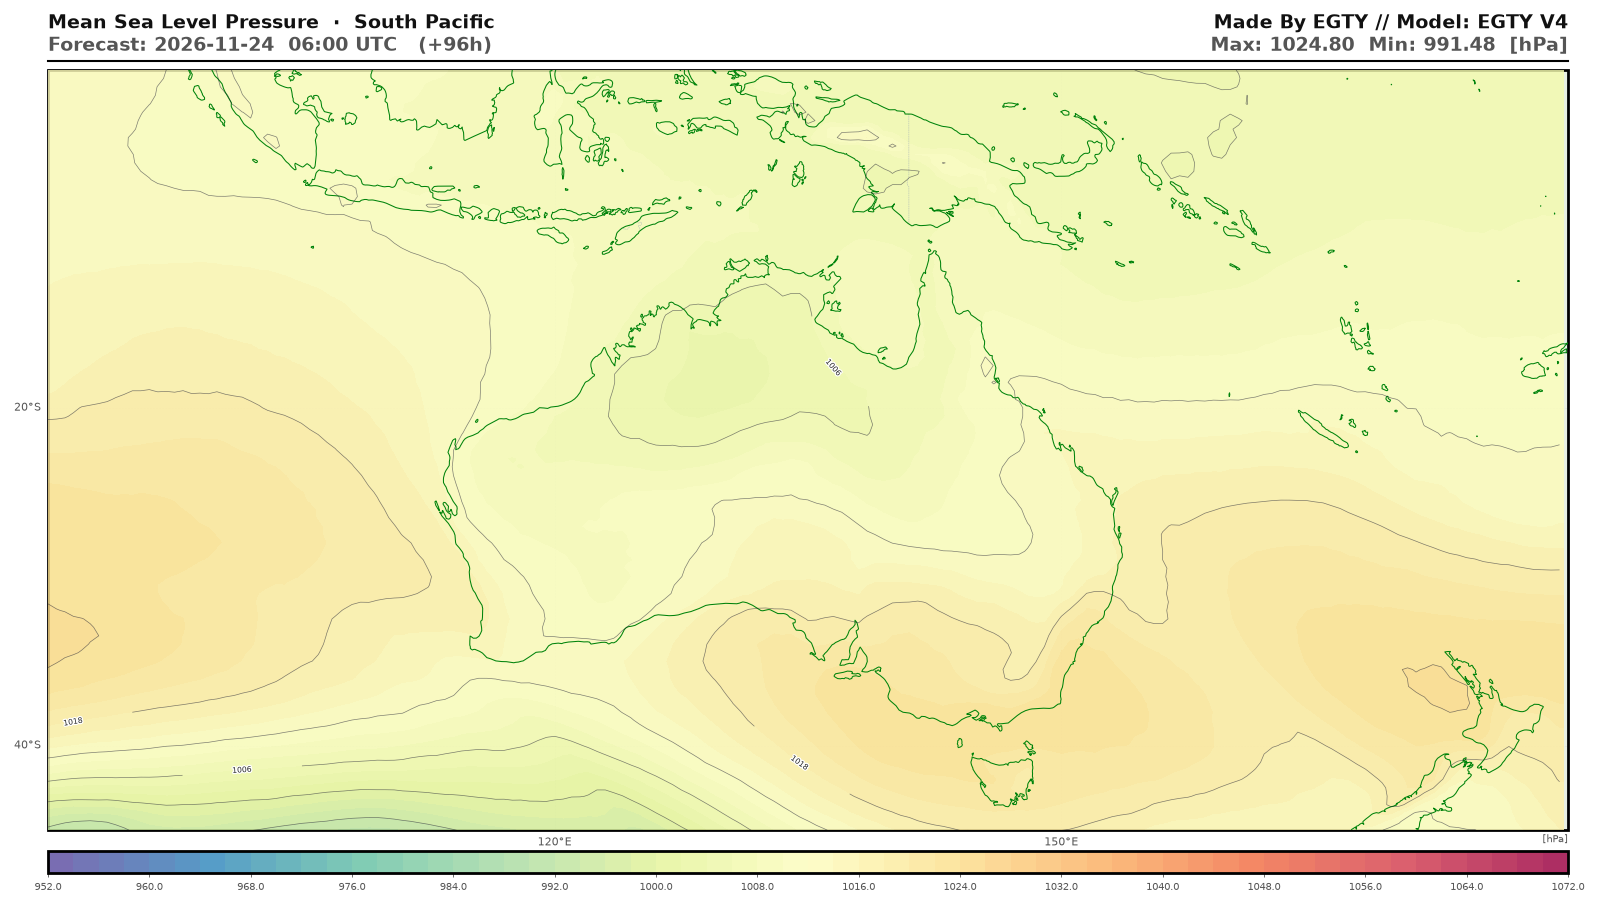 Mean Sea Level Pressure · South Pacific
Made By EGTY // Model: EGTY V4
Forecast: 2026-11-24 06:00 UTC (+96h)
Max: 1024.80 Min: 991.48 [hPa]
1006
20°S
1018
40°S
1018
1006
120°E
150°E
[hPa]
952.0
960.0
968.0
976.0
984.0
992.0
1000.0
1008.0
1016.0
1024.0
1032.0
1040.0
1048.0
1056.0
1064.0
1072.0